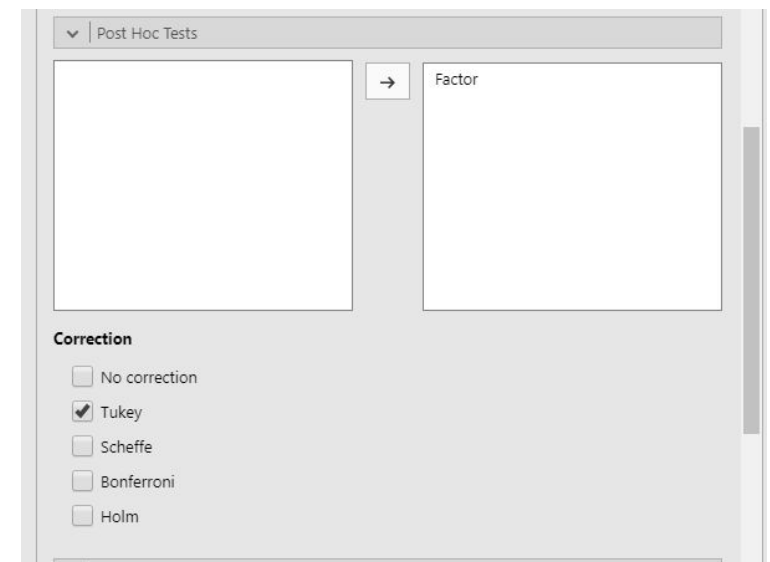 Post Hoc Tests
Factor
Correction
No correction
Tukey
Scheffe
Bonferroni
Holm